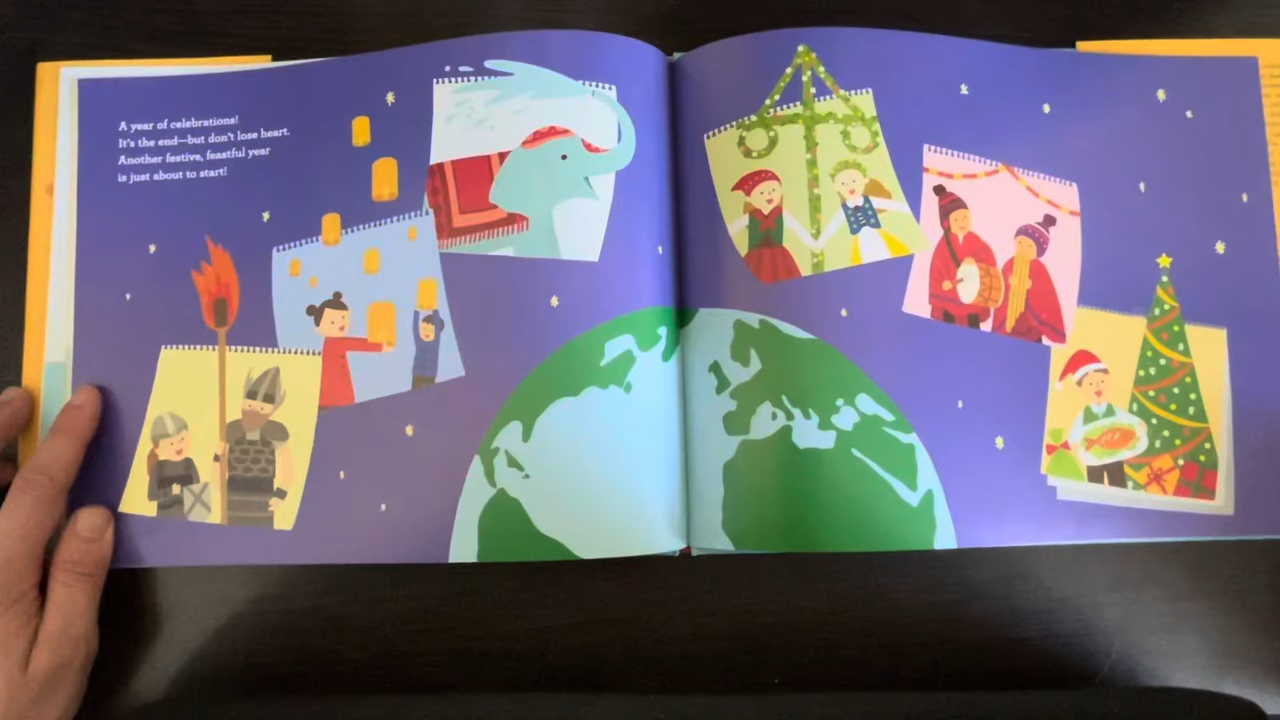 A year of celebrations!
It's the end—but don't lose heart.
Another festive, feastful year
is just about to start!